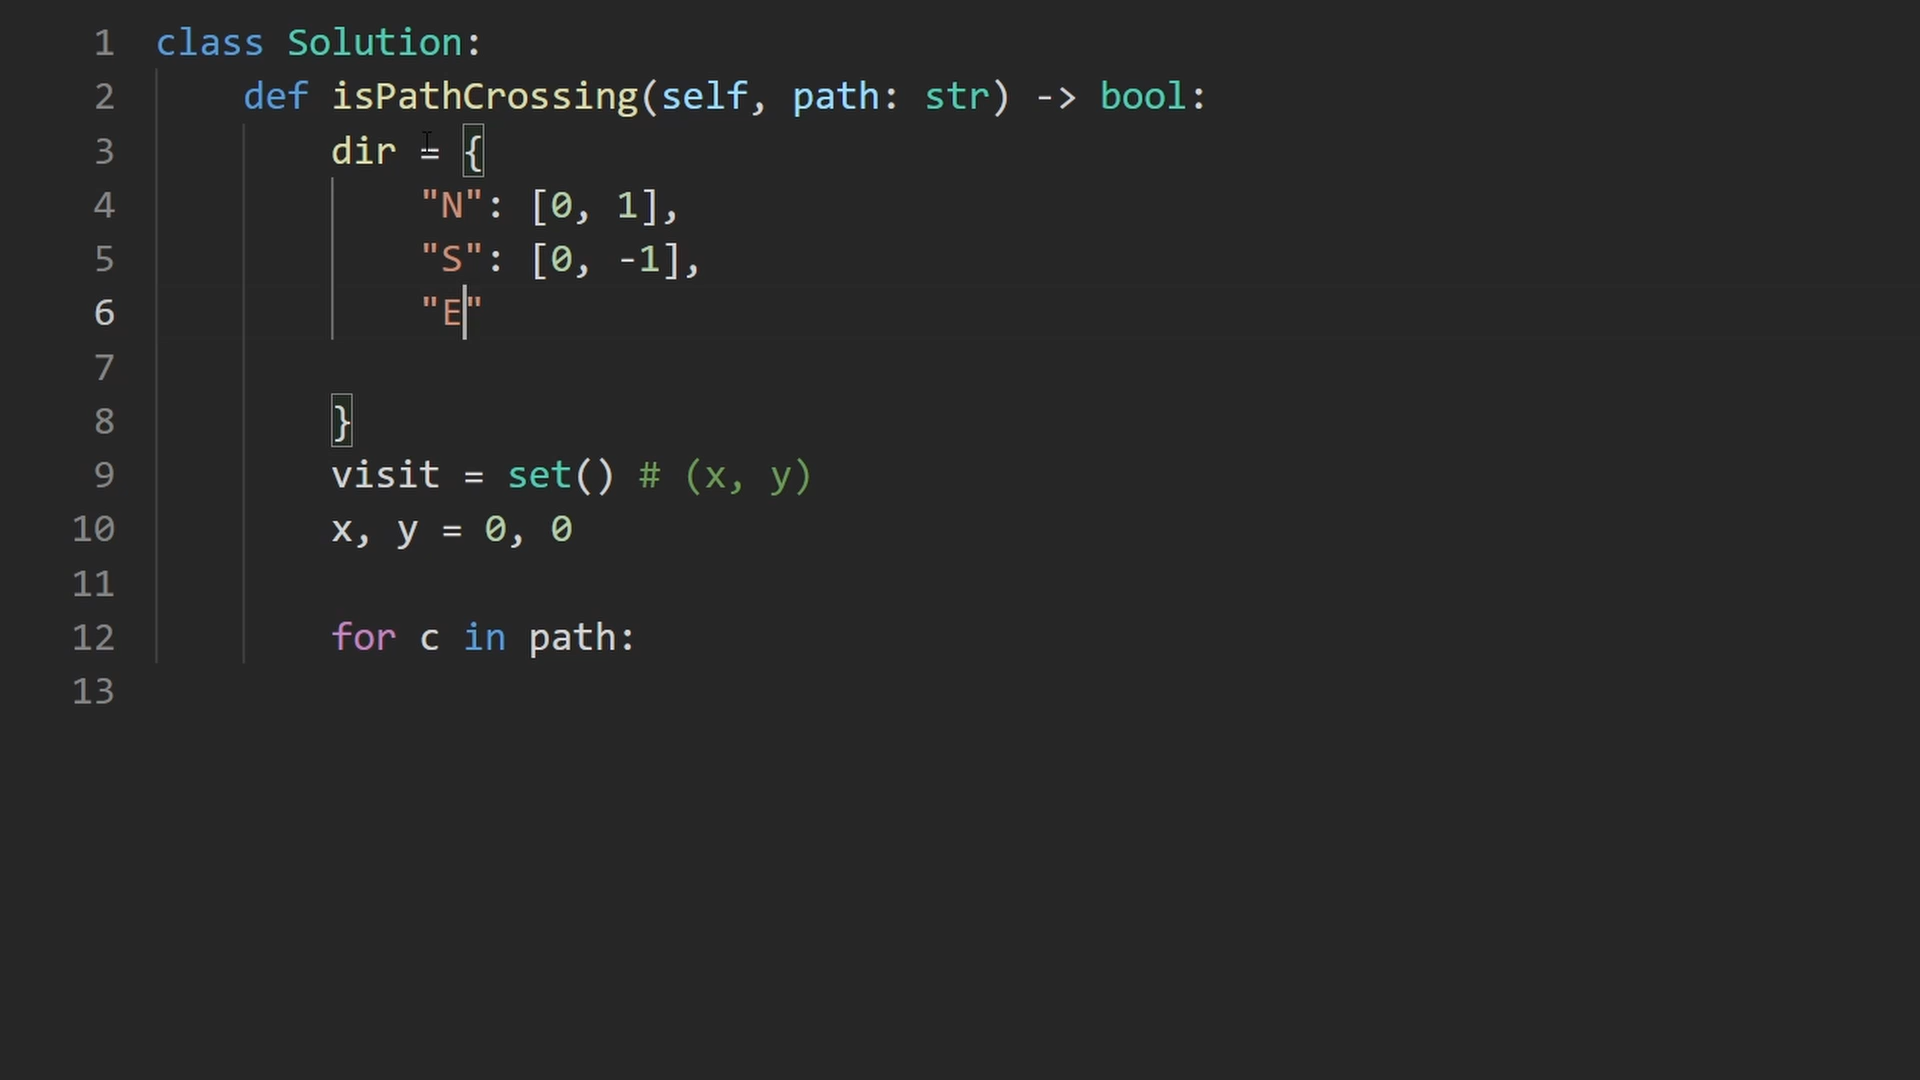 1 class Solution:
2 def isPathCrossing(self, path: str) -> bool:
3 dir = {
4 "N": [0, 1],
5 "S": [0, -1],
6 "E"
7
8 }
9 visit = set() # (x, y)
10 x, y = 0, 0
11
12 for c in path:
13